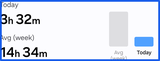 Today
3h 32m
Avg (week)
14h 34m
Avg
(week)
Today